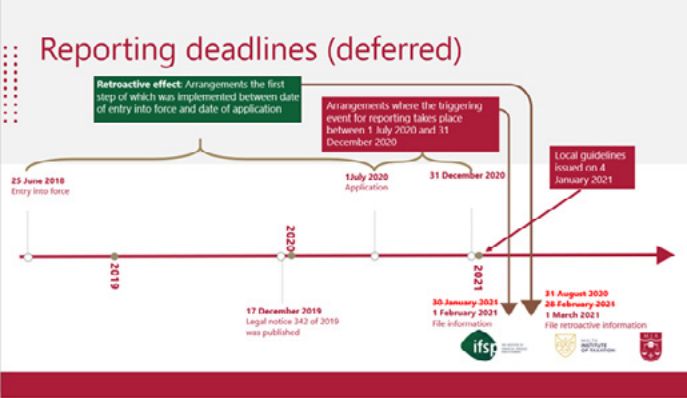 Reporting deadlines (deferred)
Retroactive effect: Arrangements the first
step of which was implemented between date
of entry into force and date of application
Arrangements where the triggering
event for reporting takes place
between 1 July 2020 and 31
December 2020
Local guidelines
issued on 4
January 2021
25 June 2018
Entry into force
1July 2020
Application
31 December 2020
2019
2020
2021
17 December 2019
Legal notice 342 of 2019
was published
30 January 2021
1 February 2021
File information
31 August 2020
28 February 2021
1 March 2021
File retroactive information
ifsp
MALTA
INSTITUTE
OF TAXATION